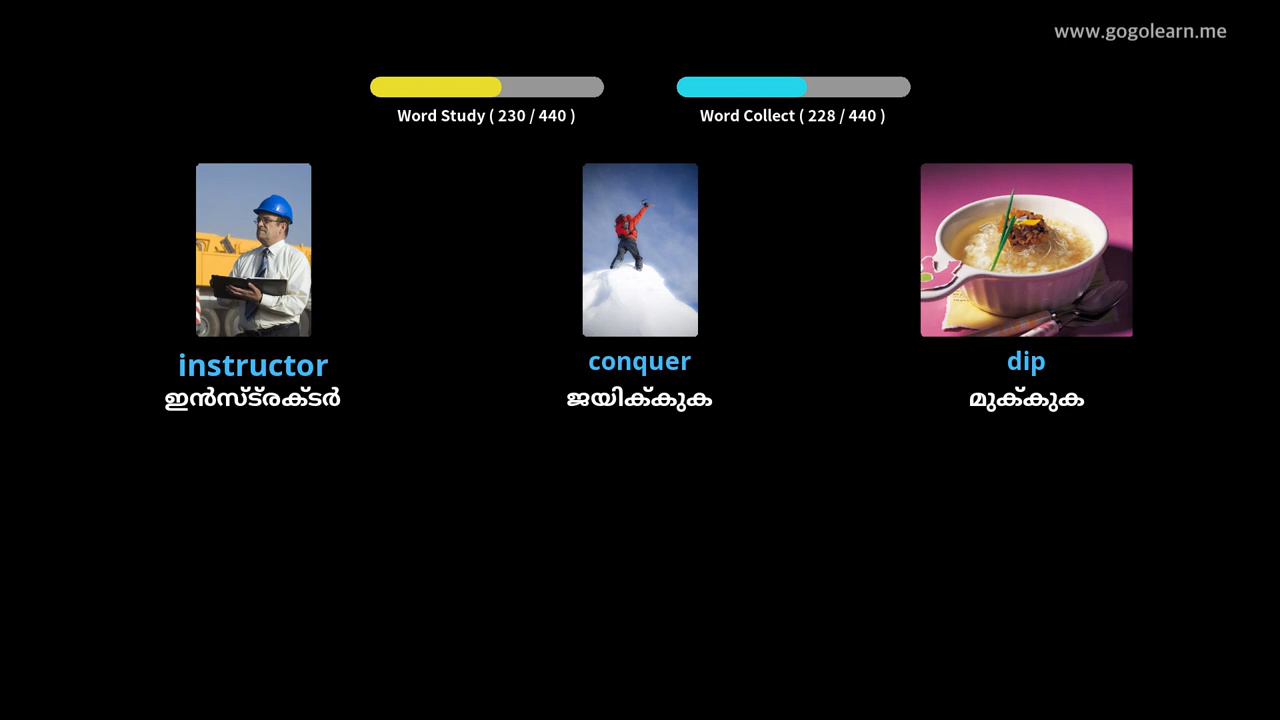 www.gogolearn.me
Word Study ( 230 / 440 )
Word Collect ( 228 / 440 )
instructor
ഇൻസ്ട്രക്ടർ
conquer
ജയിക്കുക
dip
മുക്കുക